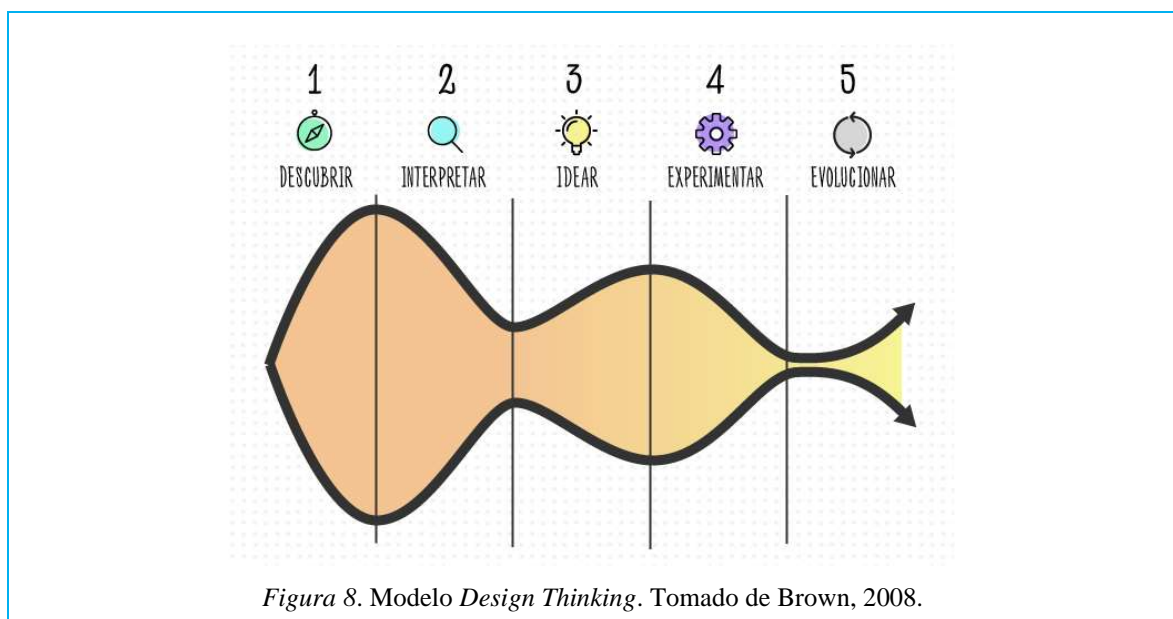 1 2 3 4 5
DESCUBRIR INTERPRETAR IDEAR EXPERIMENTAR EVOLUCIONAR
Figura 8. Modelo Design Thinking. Tomado de Brown, 2008.